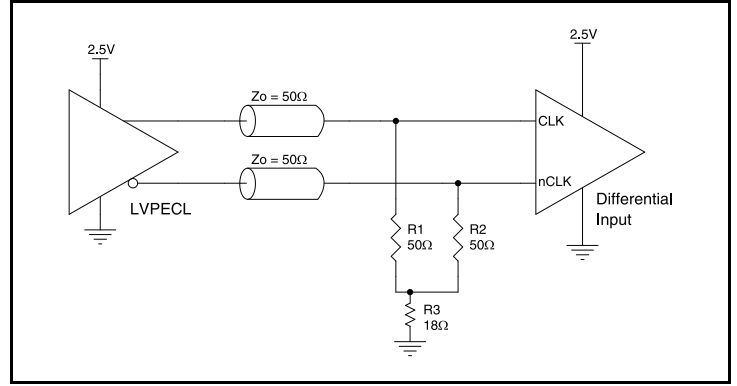 2.5V
2.5V
Zo = 50Ω
CLK
Zo = 50Ω
nCLK
LVPECL
Differential
Input
R1
50Ω
R2
50Ω
R3
18Ω